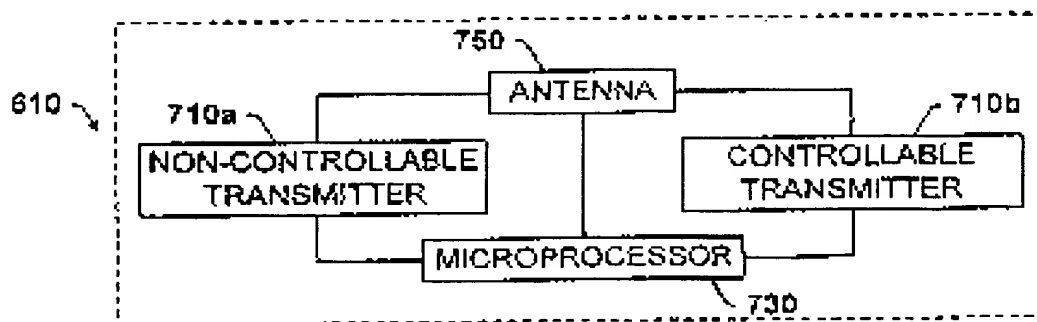 750
ANTENNA
610
710a
710b
NON-CONTROLLABLE
TRANSMITTER
CONTROLLABLE
TRANSMITTER
MICROPROCESSOR
730